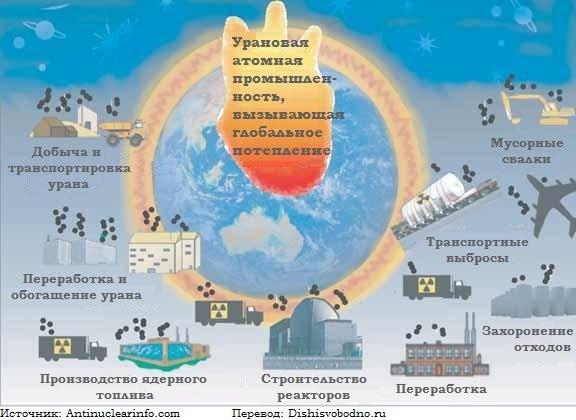 Урановая
атомная
промышлен-
ность,
вызывающая
глобальное
потепление
Добыча и
транспортировка
урана
Мусорные
свалки
Транспортные
выбросы
Переработка и
обогащение урана
Захоронение
отходов
Производство ядерного
топлива
Строительство
реакторов
Переработка
Источник: Antinuclearinfo.com
Перевод: Dishisvobodno.ru